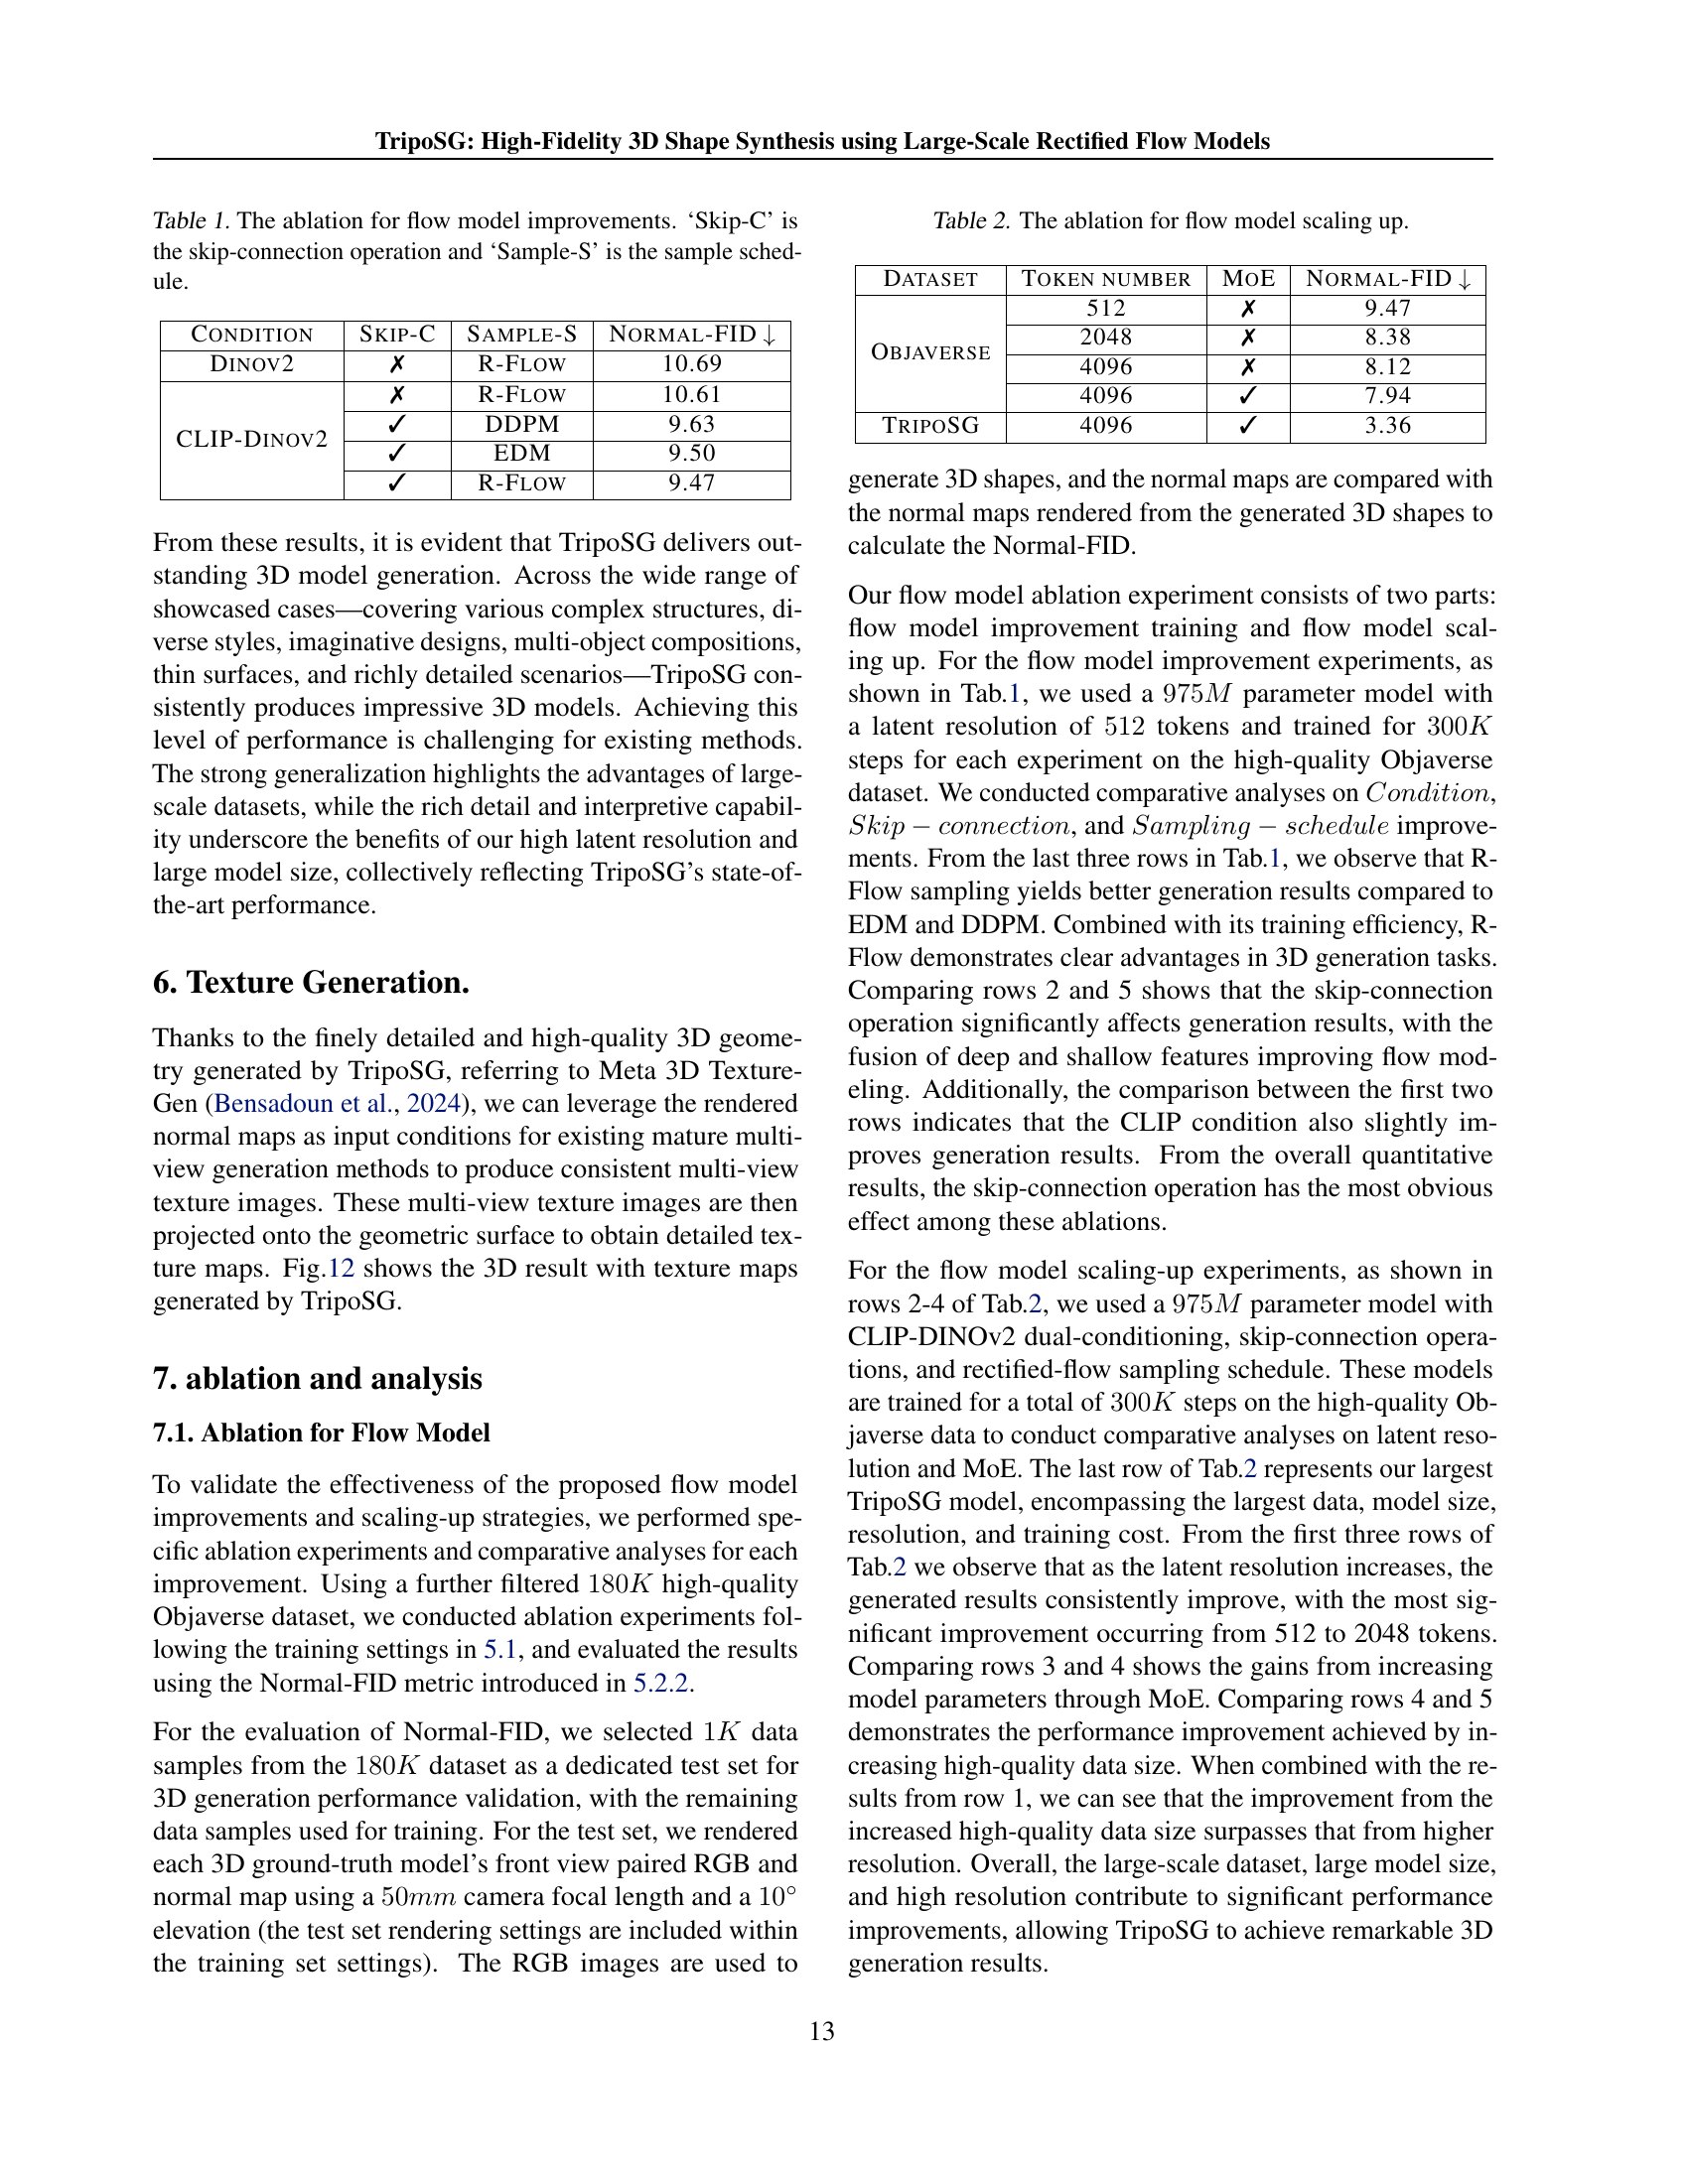 TripoSG: High-Fidelity 3D Shape Synthesis using Large-Scale Rectified Flow Models
Table 1. The ablation for flow model improvements. ‘Skip-C’ is
the skip-connection operation and ‘Sample-S’ is the sample sched-
ule.
CONDITION SKIP-C SAMPLE-S NORMAL-FID ↓
DINOV2 ✗ R-FLOW 10.69
CLIP-DINOV2 ✗ R-FLOW 10.61
✓ DDPM 9.63
✓ EDM 9.50
✓ R-FLOW 9.47
From these results, it is evident that TripoSG delivers out-
standing 3D model generation. Across the wide range of
showcased cases—covering various complex structures, di-
verse styles, imaginative designs, multi-object compositions,
thin surfaces, and richly detailed scenarios—TripoSG con-
sistently produces impressive 3D models. Achieving this
level of performance is challenging for existing methods.
The strong generalization highlights the advantages of large-
scale datasets, while the rich detail and interpretive capabil-
ity underscore the benefits of our high latent resolution and
large model size, collectively reflecting TripoSG’s state-of-
the-art performance.
6. Texture Generation.
Thanks to the finely detailed and high-quality 3D geome-
try generated by TripoSG, referring to Meta 3D Texture-
Gen (Bensadoun et al., 2024), we can leverage the rendered
normal maps as input conditions for existing mature multi-
view generation methods to produce consistent multi-view
texture images. These multi-view texture images are then
projected onto the geometric surface to obtain detailed tex-
ture maps. Fig.12 shows the 3D result with texture maps
generated by TripoSG.
7. ablation and analysis
7.1. Ablation for Flow Model
To validate the effectiveness of the proposed flow model
improvements and scaling-up strategies, we performed spe-
cific ablation experiments and comparative analyses for each
improvement. Using a further filtered 180K high-quality
Objaverse dataset, we conducted ablation experiments fol-
lowing the training settings in 5.1, and evaluated the results
using the Normal-FID metric introduced in 5.2.2.
For the evaluation of Normal-FID, we selected 1K data
samples from the 180K dataset as a dedicated test set for
3D generation performance validation, with the remaining
data samples used for training. For the test set, we rendered
each 3D ground-truth model’s front view paired RGB and
normal map using a 50mm camera focal length and a 10°
elevation (the test set rendering settings are included within
the training set settings). The RGB images are used to
Table 2. The ablation for flow model scaling up.
DATASET TOKEN NUMBER MOE NORMAL-FID ↓
OBJAVERSE 512 ✗ 9.47
2048 ✗ 8.38
4096 ✗ 8.12
4096 ✓ 7.94
TRIPOSG 4096 ✓ 3.36
generate 3D shapes, and the normal maps are compared with
the normal maps rendered from the generated 3D shapes to
calculate the Normal-FID.
Our flow model ablation experiment consists of two parts:
flow model improvement training and flow model scal-
ing up. For the flow model improvement experiments, as
shown in Tab.1, we used a 975M parameter model with
a latent resolution of 512 tokens and trained for 300K
steps for each experiment on the high-quality Objaverse
dataset. We conducted comparative analyses on Condition,
Skip − connection, and Sampling − schedule improve-
ments. From the last three rows in Tab.1, we observe that R-
Flow sampling yields better generation results compared to
EDM and DDPM. Combined with its training efficiency, R-
Flow demonstrates clear advantages in 3D generation tasks.
Comparing rows 2 and 5 shows that the skip-connection
operation significantly affects generation results, with the
fusion of deep and shallow features improving flow mod-
eling. Additionally, the comparison between the first two
rows indicates that the CLIP condition also slightly im-
proves generation results. From the overall quantitative
results, the skip-connection operation has the most obvious
effect among these ablations.
For the flow model scaling-up experiments, as shown in
rows 2-4 of Tab.2, we used a 975M parameter model with
CLIP-DINOv2 dual-conditioning, skip-connection opera-
tions, and rectified-flow sampling schedule. These models
are trained for a total of 300K steps on the high-quality Ob-
javerse data to conduct comparative analyses on latent reso-
lution and MoE. The last row of Tab.2 represents our largest
TripoSG model, encompassing the largest data, model size,
resolution, and training cost. From the first three rows of
Tab.2 we observe that as the latent resolution increases, the
generated results consistently improve, with the most sig-
nificant improvement occurring from 512 to 2048 tokens.
Comparing rows 3 and 4 shows the gains from increasing
model parameters through MoE. Comparing rows 4 and 5
demonstrates the performance improvement achieved by in-
creasing high-quality data size. When combined with the re-
sults from row 1, we can see that the improvement from the
increased high-quality data size surpasses that from higher
resolution. Overall, the large-scale dataset, large model size,
and high resolution contribute to significant performance
improvements, allowing TripoSG to achieve remarkable 3D
generation results.
13